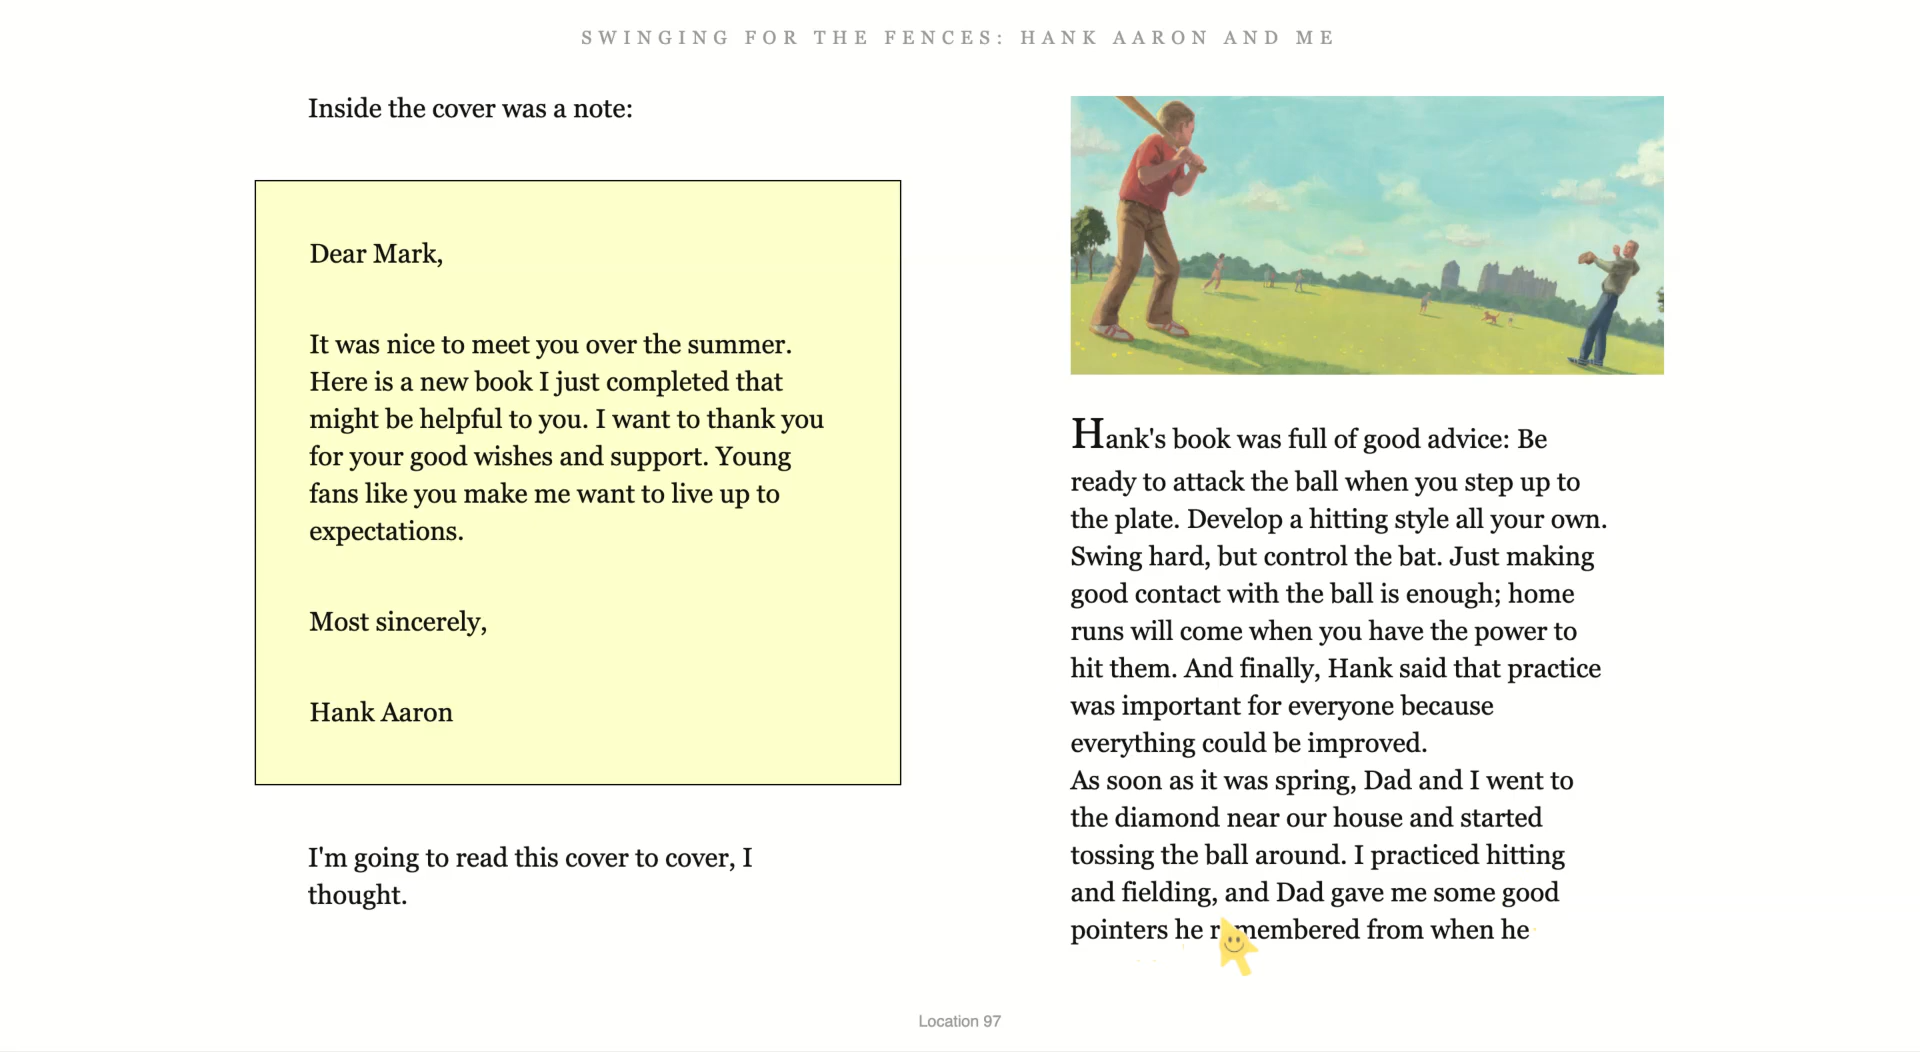 SWINGING FOR THE FENCES: HANK AARON AND ME
Inside the cover was a note:
Dear Mark,
It was nice to meet you over the summer.
Here is a new book I just completed that
might be helpful to you. I want to thank you
for your good wishes and support. Young
fans like you make me want to live up to
expectations.
Most sincerely,
Hank Aaron
I'm going to read this cover to cover, I
thought.
Hank's book was full of good advice: Be
ready to attack the ball when you step up to
the plate. Develop a hitting style all your own.
Swing hard, but control the bat. Just making
good contact with the ball is enough; home
runs will come when you have the power to
hit them. And finally, Hank said that practice
was important for everyone because
everything could be improved.
As soon as it was spring, Dad and I went to
the diamond near our house and started
tossing the ball around. I practiced hitting
and fielding, and Dad gave me some good
pointers he remembered from when he
Location 97